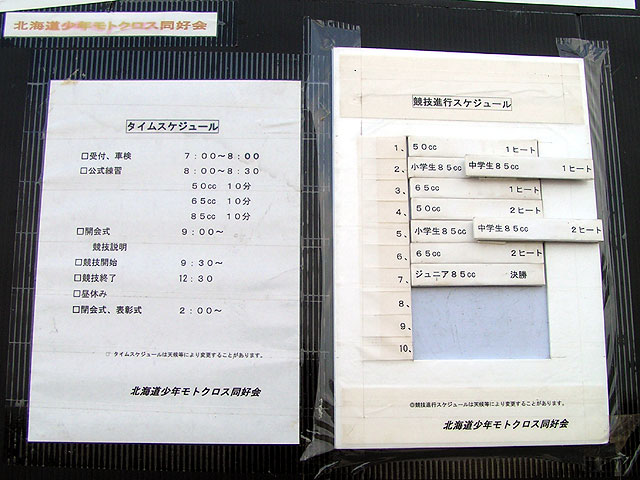 北海道少年モトクロス同好会
タイムスケジュール
□受付、車検 7：00～8：00
□公式練習 8：00～8：30
50cc 10分
65cc 10分
85cc 10分
□開会式 9：00～
競技説明
□競技開始 9：30～
□競技終了 12：30
□昼休み
□閉会式、表彰式 2：00～
☞ タイムスケジュールは天候等により変更することがあります。
北海道少年モトクロス同好会
競技進行スケジュール
1、 50cc 1ヒート
2、 小学生85cc 中学生85cc 1ヒート
3、 65cc 1ヒート
4、 50cc 2ヒート
5、 小学生85cc 中学生85cc 2ヒート
6、 65cc 2ヒート
7、 ジュニア85cc 決勝
8、
9、
10、
◎競技進行スケジュールは天候等により変更することがあります。
北海道少年モトクロス同好会